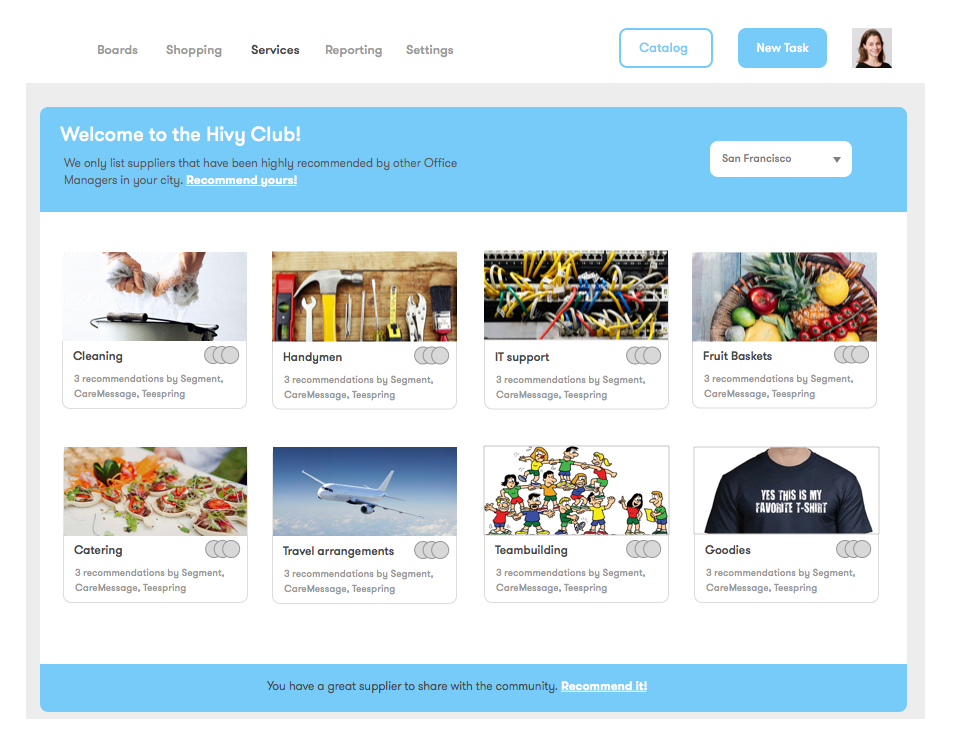 Boards Shopping Services Reporting Settings Catalog New Task
Welcome to the Hivy Club!
We only list suppliers that have been highly recommended by other Office
Managers in your city. Recommend yours!
San Francisco
Cleaning
3 recommendations by Segment,
CareMessage, Teespring
Handymen
3 recommendations by Segment,
CareMessage, Teespring
IT support
3 recommendations by Segment,
CareMessage, Teespring
Fruit Baskets
3 recommendations by Segment,
CareMessage, Teespring
Catering
3 recommendations by Segment,
CareMessage, Teespring
Travel arrangements
3 recommendations by Segment,
CareMessage, Teespring
Teambuilding
3 recommendations by Segment,
CareMessage, Teespring
YES THIS IS MY
FAVORITE T-SHIRT
Goodies
3 recommendations by Segment,
CareMessage, Teespring
You have a great supplier to share with the community. Recommend it!